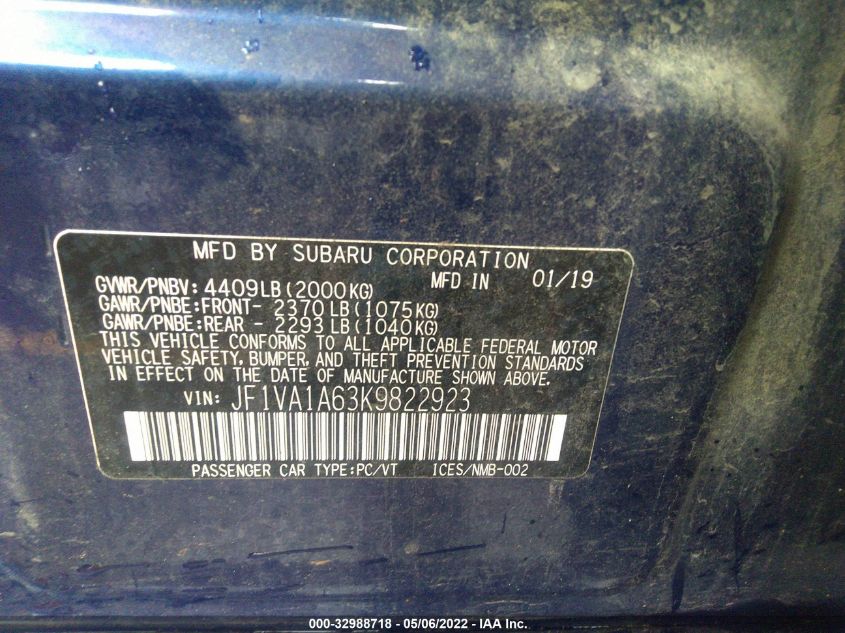 MFD BY SUBARU CORPORATION
GVWR/PNBV: 4409LB (2000KG) MFD IN 01/19
GAWR/PNBE:FRONT- 2370 LB (1075KG)
GAWR/PNBE:REAR - 2293 LB (1040KG)
THIS VEHICLE CONFORMS TO ALL APPLICABLE FEDERAL MOTOR
VEHICLE SAFETY, BUMPER, AND THEFT PREVENTION STANDARDS
IN EFFECT ON THE DATE OF MANUFACTURE SHOWN ABOVE.
VIN: JF1VA1A63K9822923
PASSENGER CAR TYPE:PC/VT ICES/NMB-002
000-32988718 - 05/06/2022 - IAA Inc.